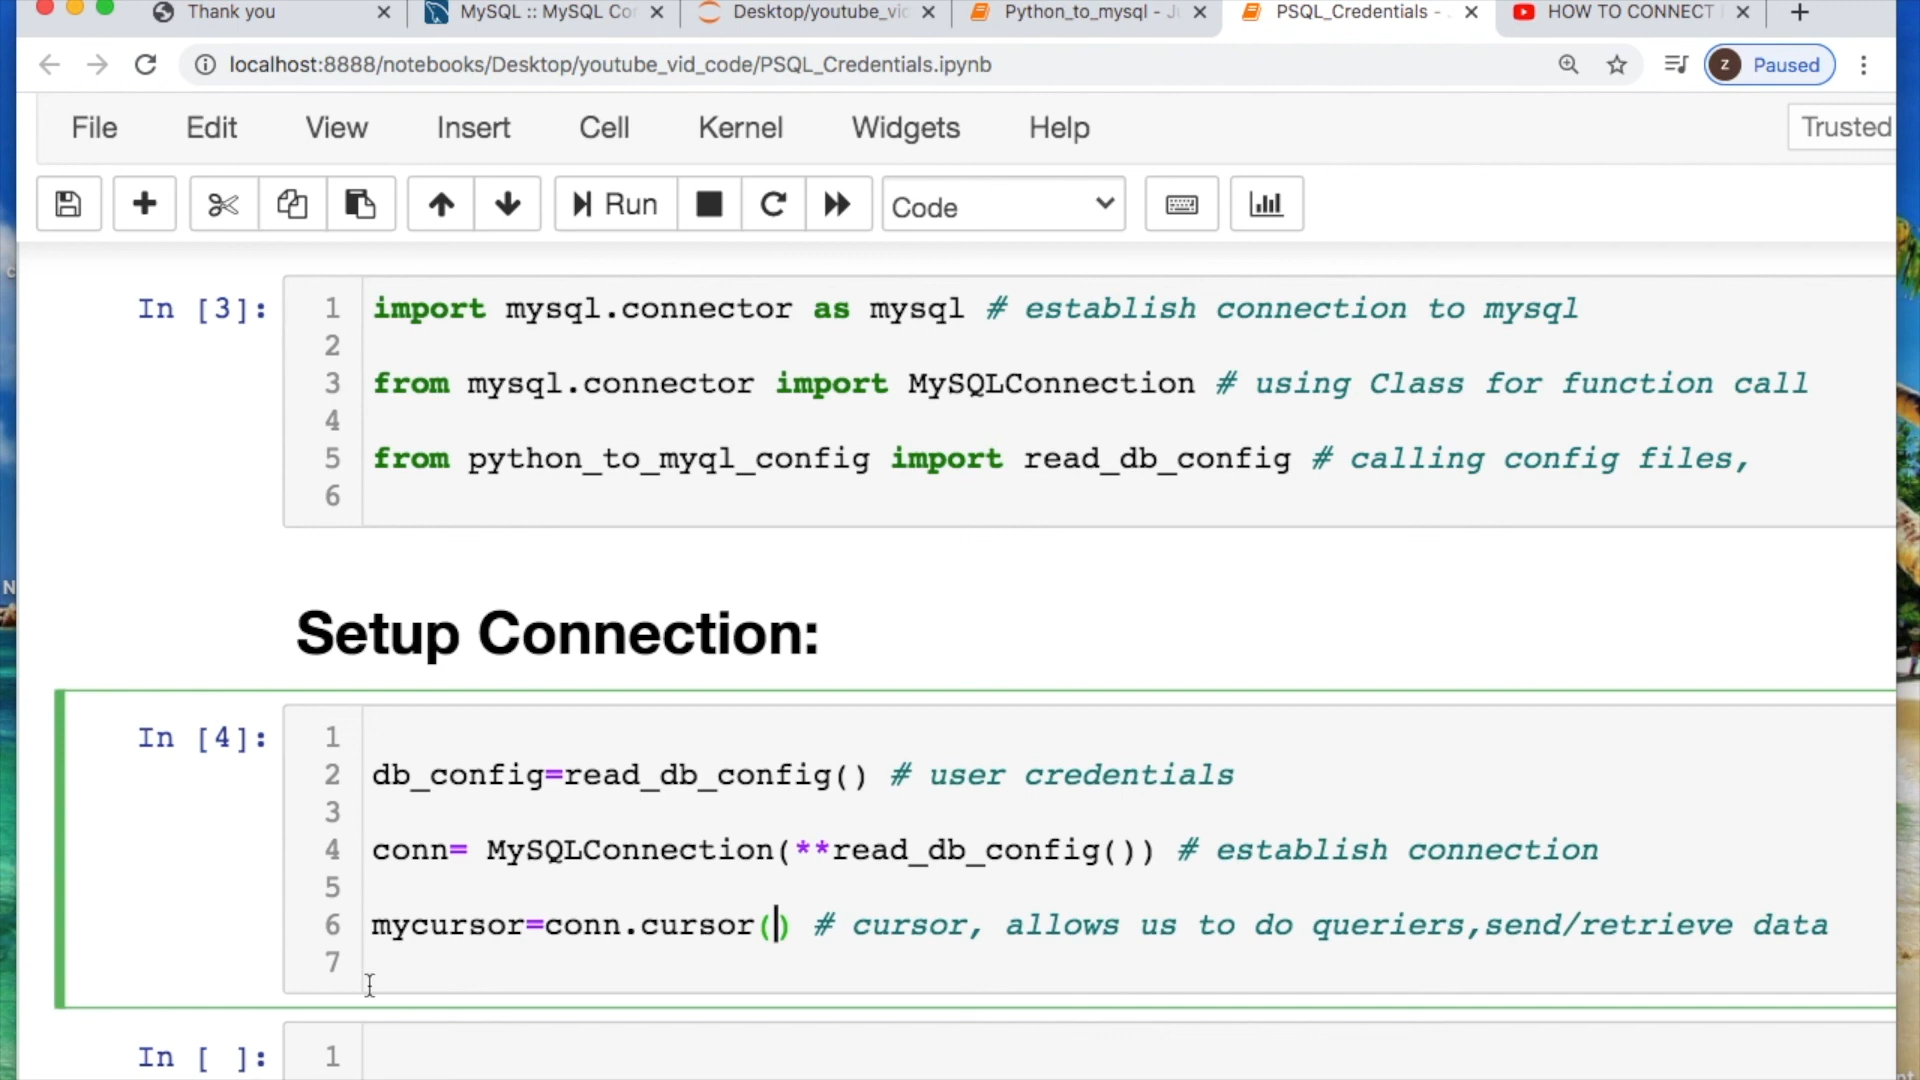 Thank you
MySQL :: MySQL Co
Desktop/youtube_vi
Python_to_mysql - J
PSQL_Credentials -
HOW TO CONNECT
localhost:8888/notebooks/Desktop/youtube_vid_code/PSQL_Credentials.ipynb
z Paused
File Edit View Insert Cell Kernel Widgets Help Trusted
Run Code
In [3]:
1 import mysql.connector as mysql # establish connection to mysql
2
3 from mysql.connector import MySQLConnection # using Class for function call
4
5 from python_to_myql_config import read_db_config # calling config files,
6
Setup Connection:
In [4]:
1
2 db_config=read_db_config() # user credentials
3
4 conn= MySQLConnection(**read_db_config()) # establish connection
5
6 mycursor=conn.cursor() # cursor, allows us to do queriers,send/retrieve data
7
In [ ]: 1